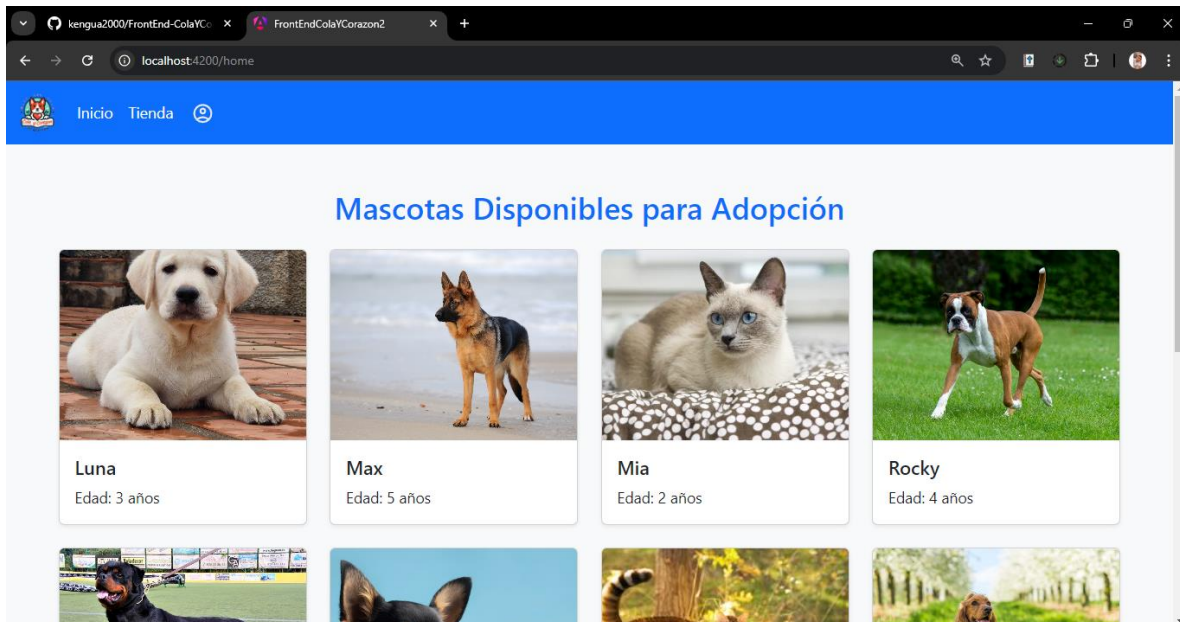 kengua2000/FrontEnd-ColaYCo
FrontEndColaYCorazon2
localhost:4200/home
Inicio Tienda
Mascotas Disponibles para Adopción
Luna
Edad: 3 años
Max
Edad: 5 años
Mia
Edad: 2 años
Rocky
Edad: 4 años